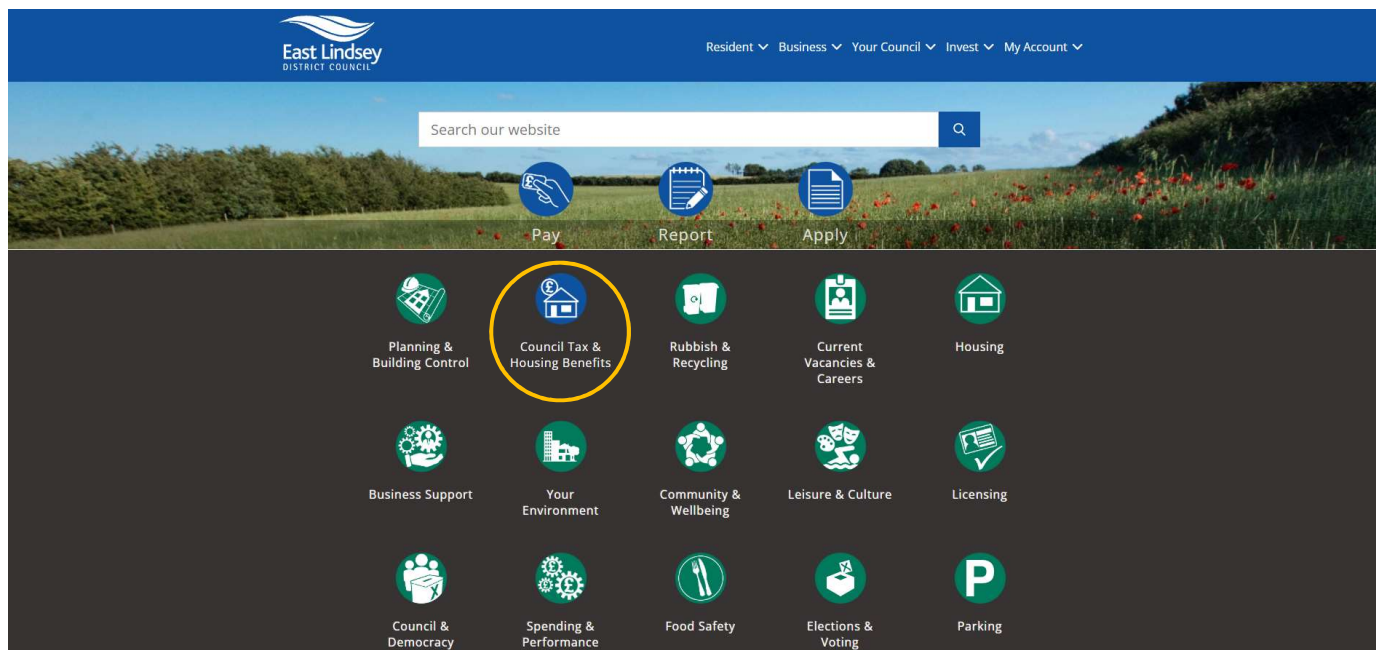 East Lindsey
DISTRICT COUNCIL
Resident Business Your Council Invest My Account
Search our website
Pay Report Apply
Planning & Council Tax & Rubbish & Current Housing
Building Control Housing Benefits Recycling Vacancies &
Careers
Business Support Your Community & Leisure & Culture Licensing
Environment Wellbeing
Council & Spending & Food Safety Elections & Parking
Democracy Performance Voting